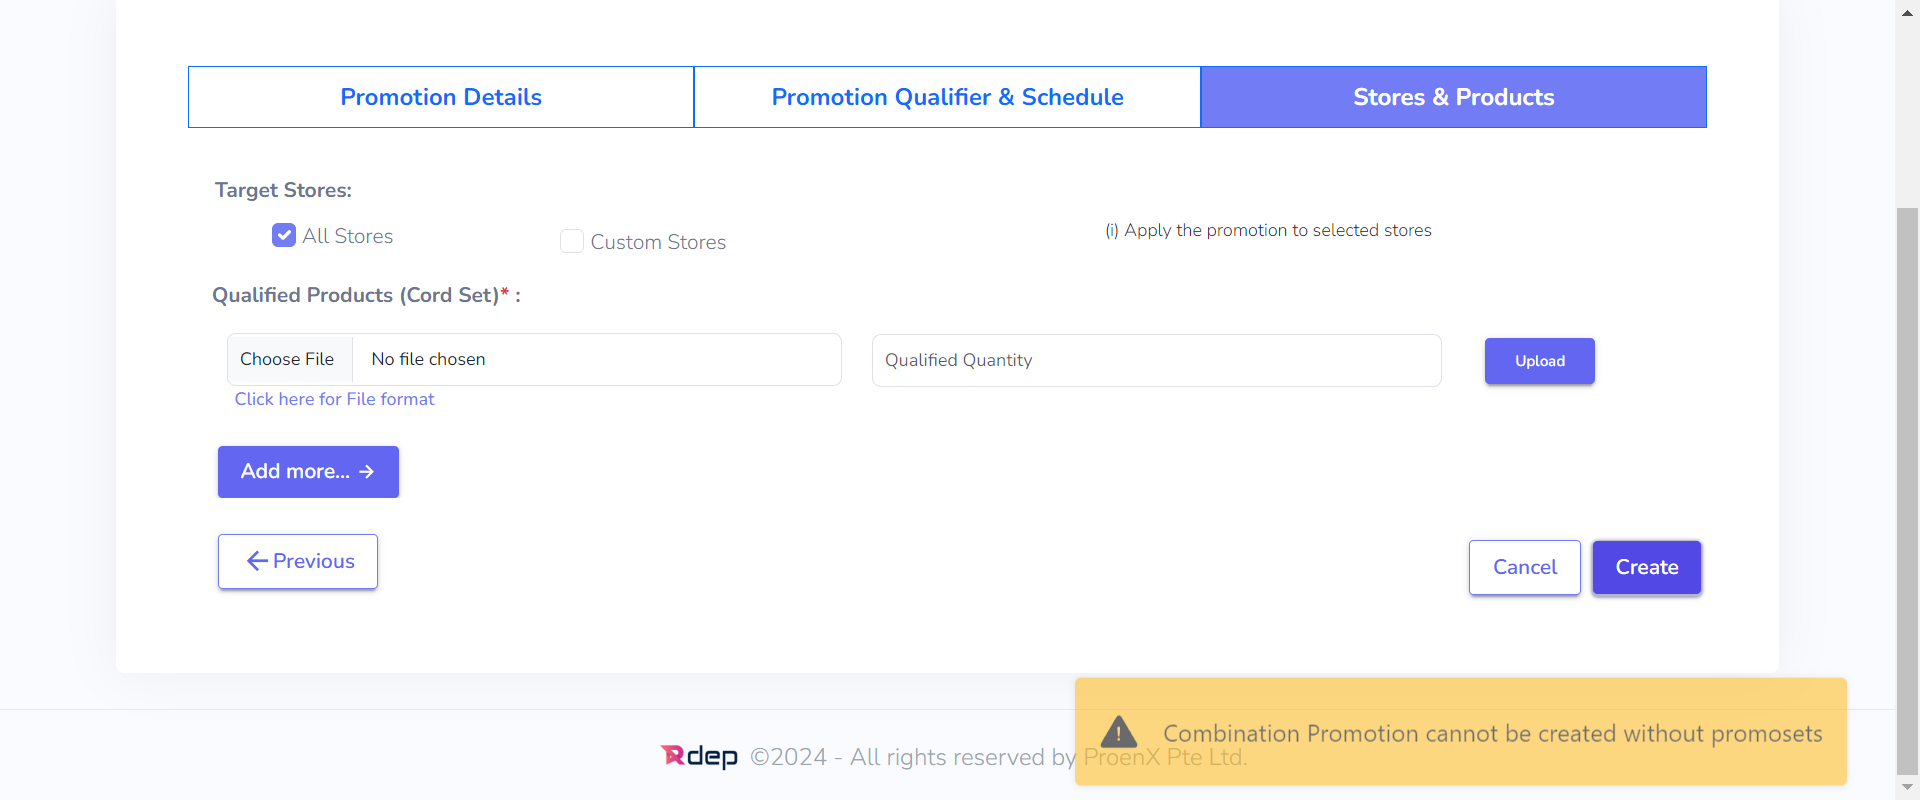 Promotion Details
Promotion Qualifier & Schedule
Stores & Products
Target Stores:
All Stores
Custom Stores
(i) Apply the promotion to selected stores
Qualified Products (Cord Set)* :
Choose File
No file chosen
Qualified Quantity
Upload
Click here for File format
Add more... →
← Previous
Cancel
Create
Combination Promotion cannot be created without promosets
Rdep ©2024 - All rights reserved by ProenX Pte Ltd.